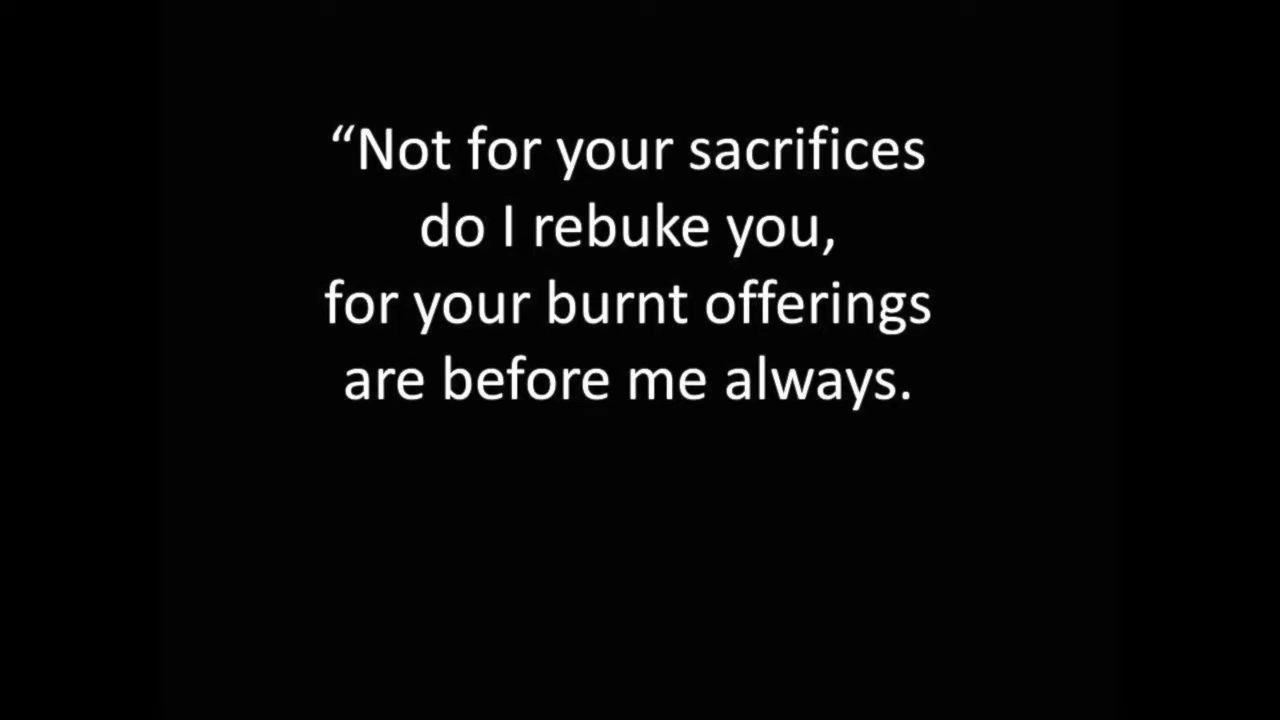 “Not for your sacrifices
do I rebuke you,
for your burnt offerings
are before me always.